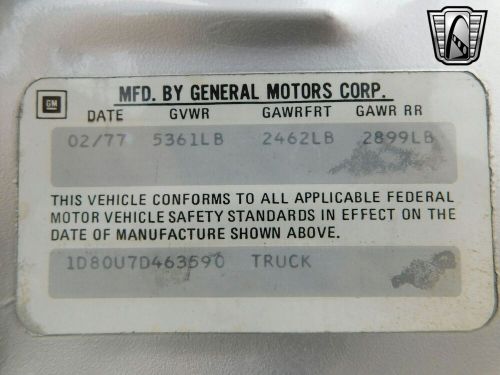 MFD. BY GENERAL MOTORS CORP.
GM
DATE GVWR GAWRFRT GAWR RR
02/77 5361LB 2462LB 2899LB
THIS VEHICLE CONFORMS TO ALL APPLICABLE FEDERAL
MOTOR VEHICLE SAFETY STANDARDS IN EFFECT ON THE
DATE OF MANUFACTURE SHOWN ABOVE.
1D80U7D463590 TRUCK